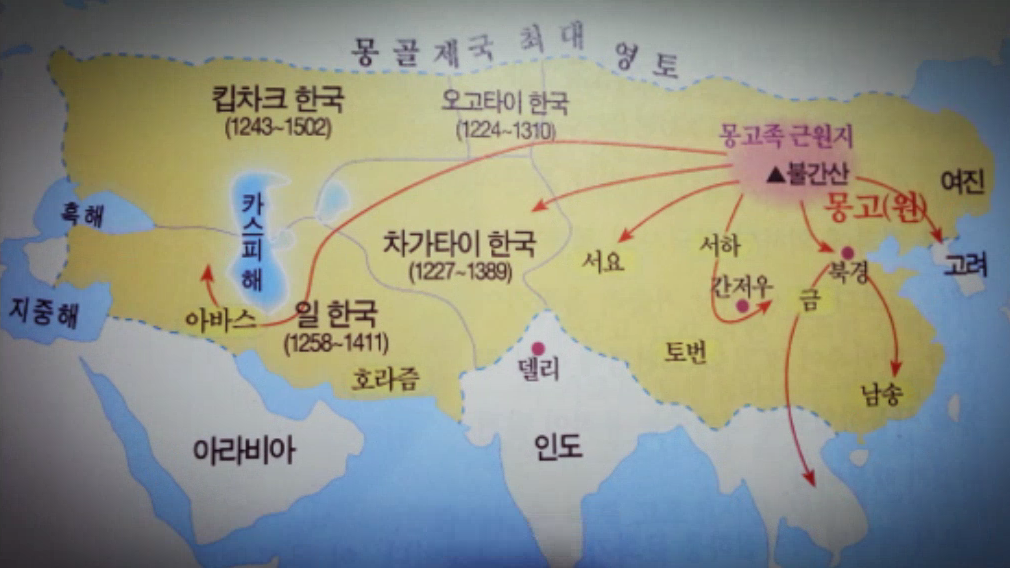 몽골제국 최대 영토
킵차크 한국
(1243~1502)
오고타이 한국
(1224~1310)
몽고족 근원지
▲불간산
몽고(원)
여진
고려
흑해
카스피해
지중해
차가타이 한국
(1227~1389)
서요
서하
간저우
북경
금
아바스
일 한국
(1258~1411)
호라즘
토번
남송
델리
아라비아
인도